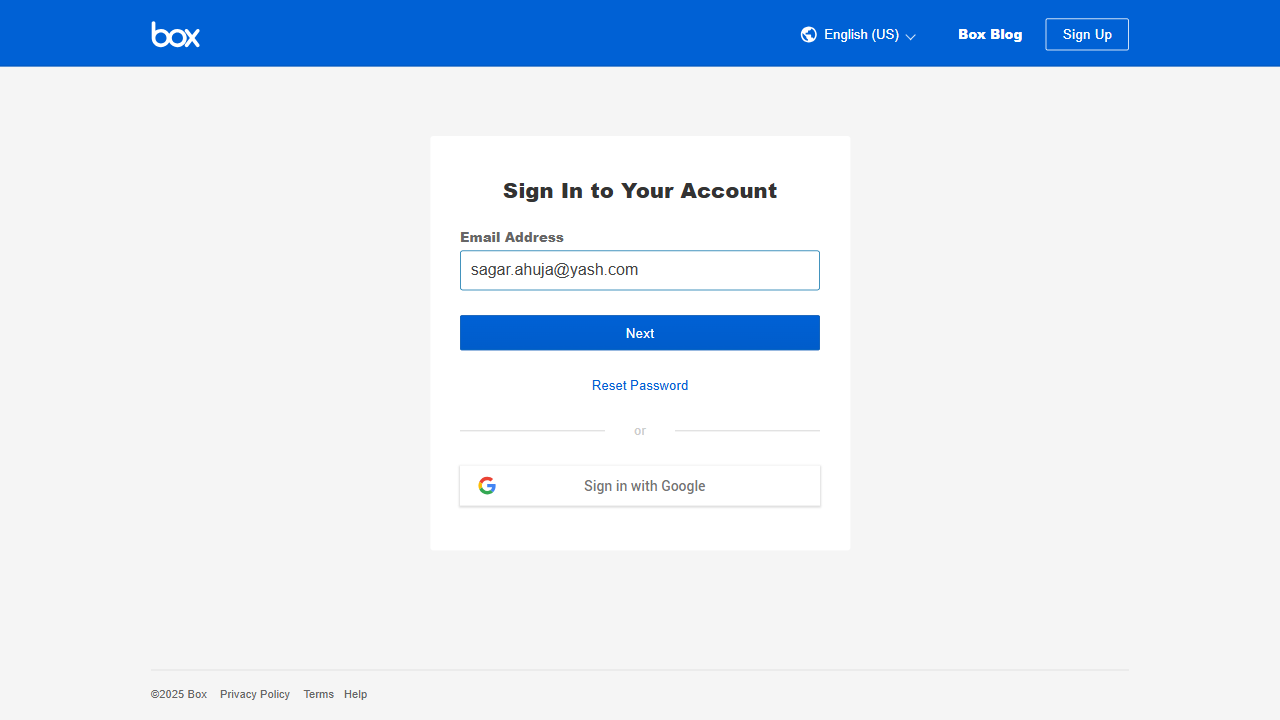 box
English (US)
Box Blog
Sign Up
Sign In to Your Account
Email Address
sagar.ahuja@yash.com
Next
Reset Password
or
Sign in with Google
©2025 Box Privacy Policy Terms Help